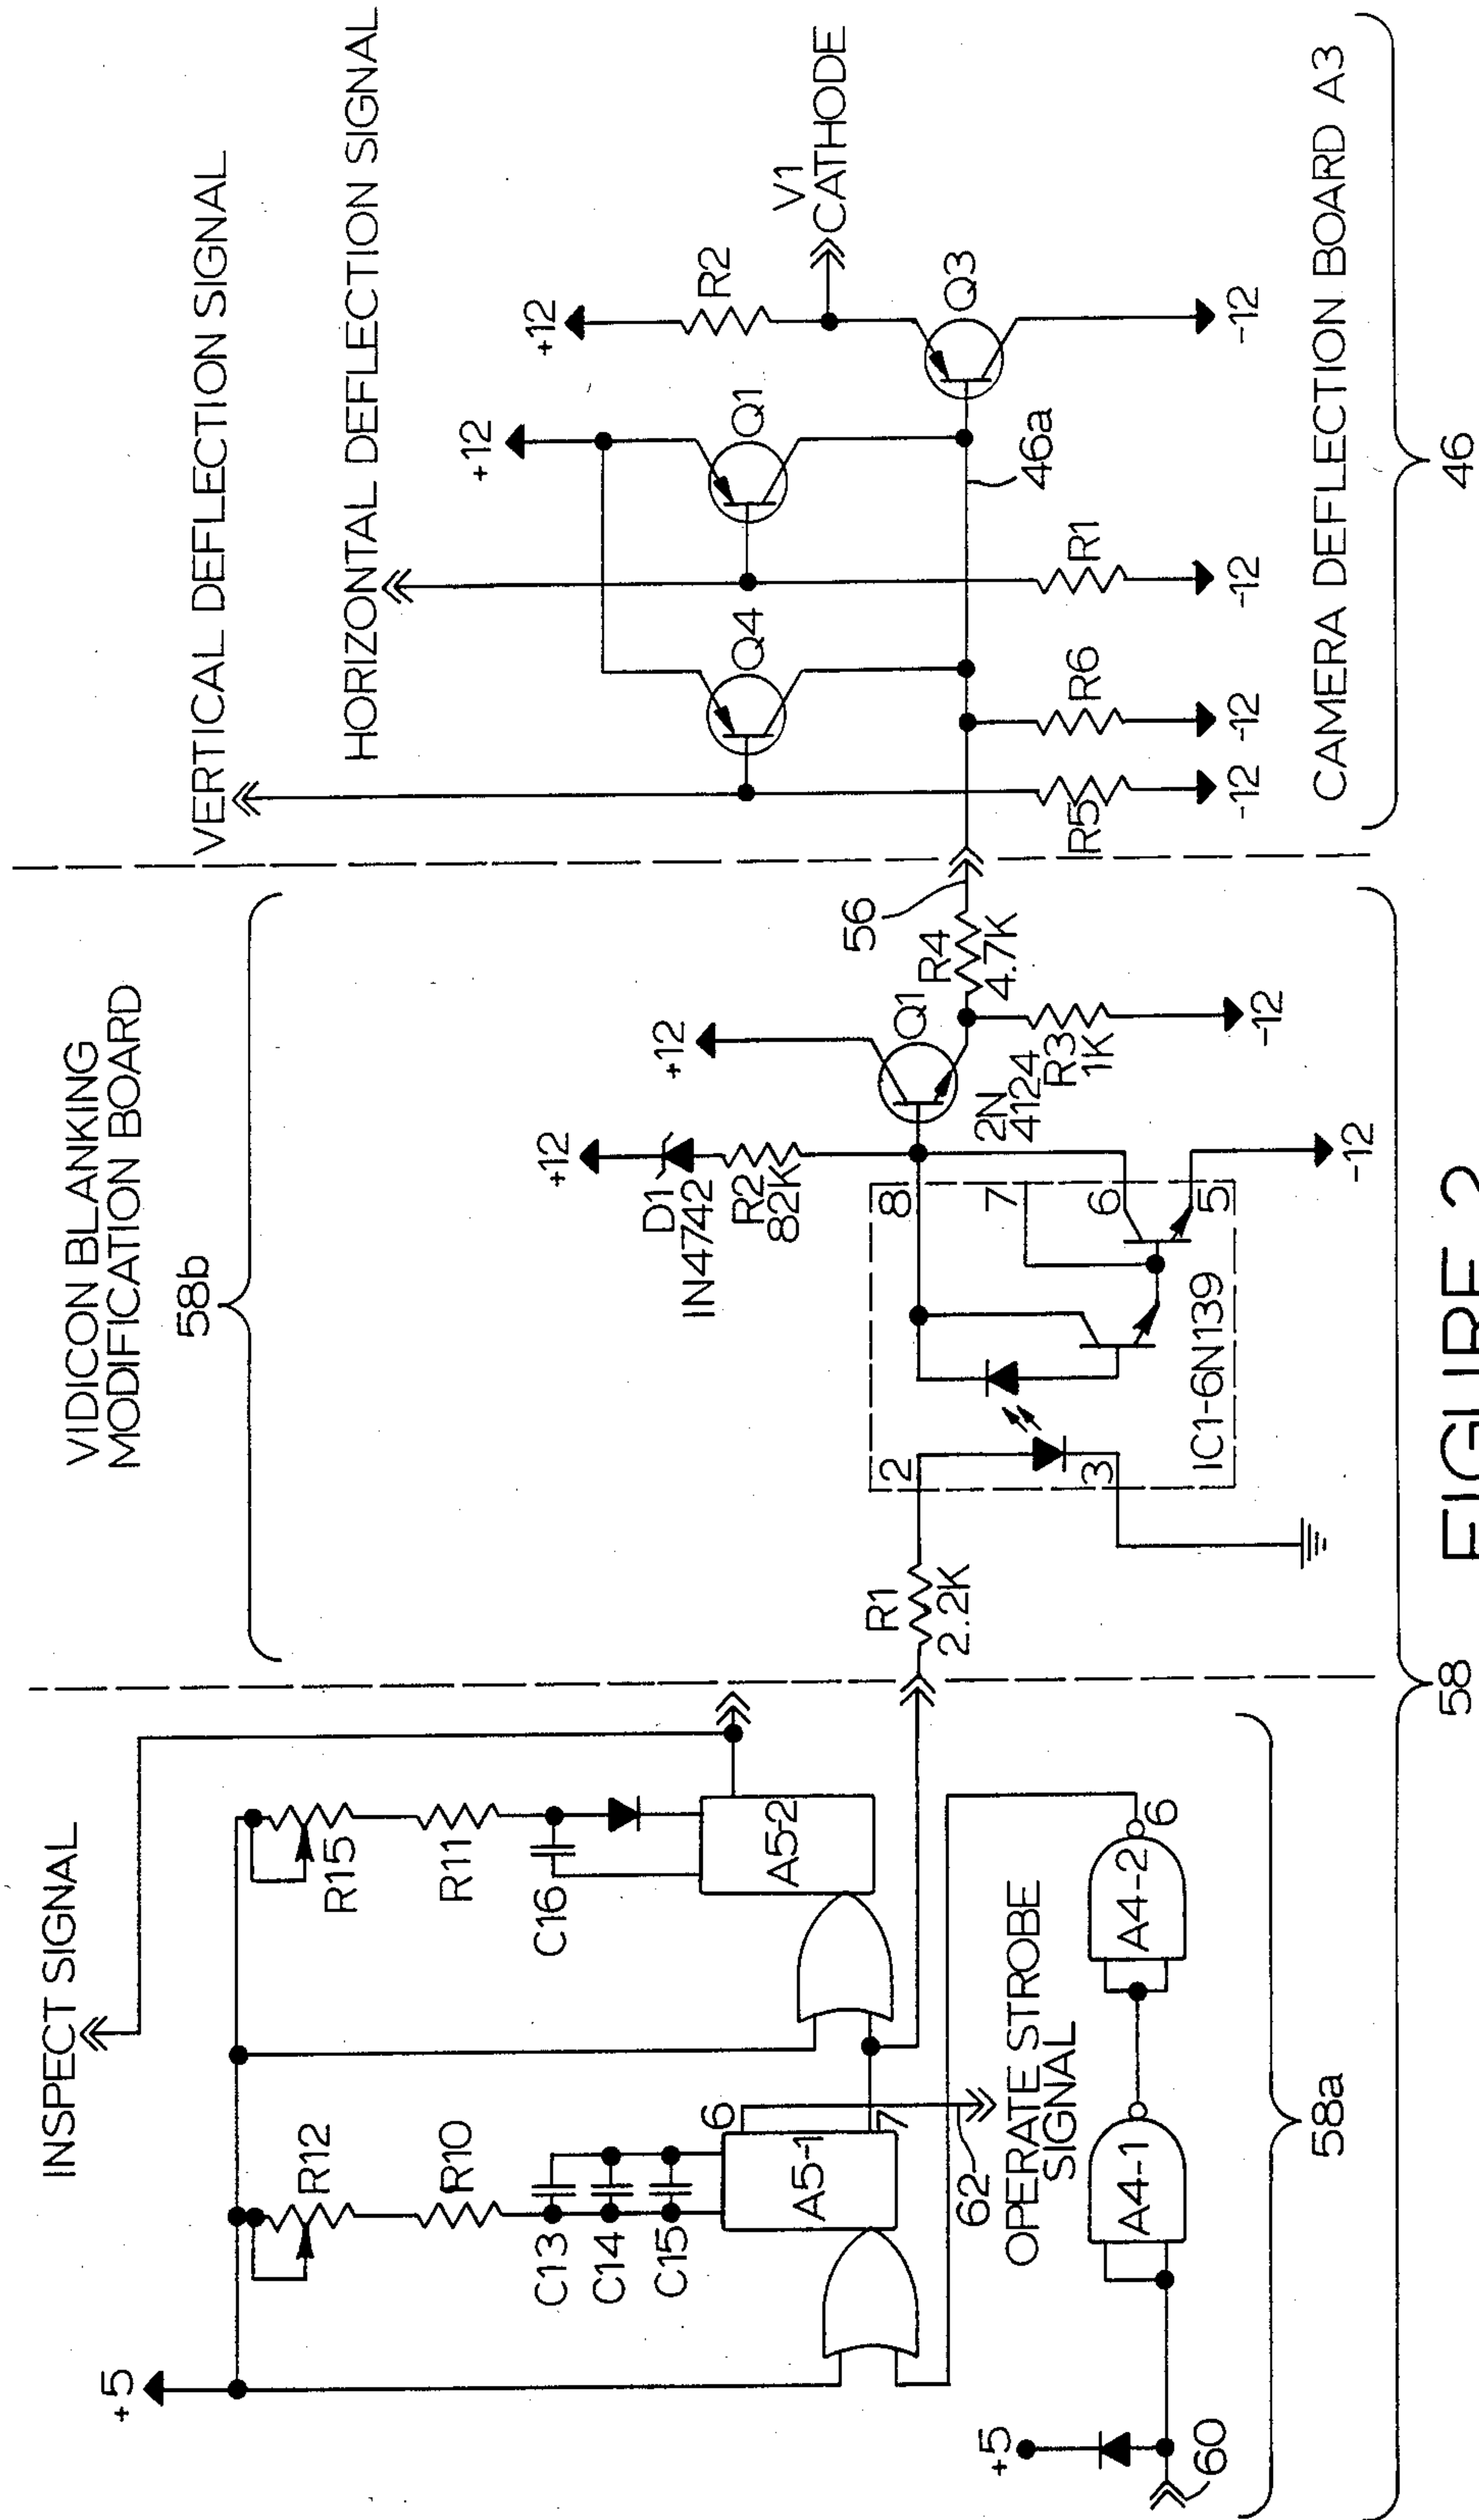 INSPECT SIGNAL
+5
R12
R10
C13
C14
C15
6
A5-1
7
R15
R11
C16
A5-2
62
OPERATE STROBE
SIGNAL
+5
60
A4-1
A4-2
6
58a
VIDICON BLANKING
MODIFICATION BOARD
58b
+12
D1
IN4742
R2
82K
+12
Q1
2N
4124
R3
1K
-12
R4
4.7K
56
R1
2.2K
2
3
8
7
6
5
IC1-6N139
-12
58
VERTICAL DEFLECTION SIGNAL
HORIZONTAL DEFLECTION SIGNAL
+12
+12
R2
V1
CATHODE
Q4
Q1
Q3
46a
R5
R6
R1
-12
-12
-12
-12
CAMERA DEFLECTION BOARD A3
46
FIGURE 2